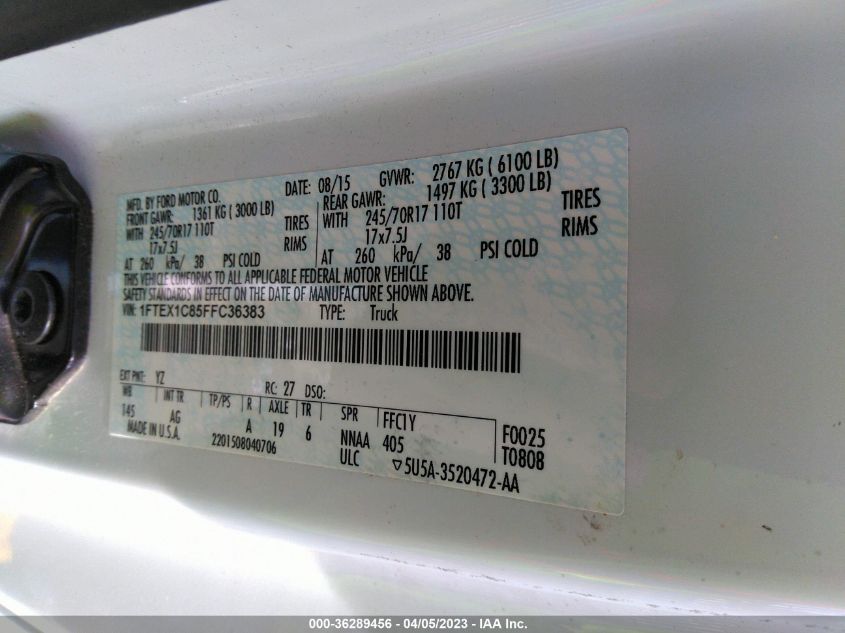 MFD. BY FORD MOTOR CO.
DATE: 08/15 GVWR: 2767 KG ( 6100 LB)
FRONT GAWR: 1361 KG ( 3000 LB) REAR GAWR: 1497 KG ( 3300 LB)
WITH 245/70R17 110T TIRES WITH 245/70R17 110T TIRES
17x7.5J RIMS 17x7.5J RIMS
AT 260 kPa/ 38 PSI COLD AT 260 kPa/ 38 PSI COLD
THIS VEHICLE CONFORMS TO ALL APPLICABLE FEDERAL MOTOR VEHICLE
SAFETY STANDARDS IN EFFECT ON THE DATE OF MANUFACTURE SHOWN ABOVE.
VIN: 1FTEX1C85FFC36383 TYPE: Truck
EXT PNT: YZ RC: 27 DSO:
WB INT TR TP/PS R AXLE TR SPR FFC1Y F0025
145 AG A 19 6 NNAA 405 T0808
MADE IN U.S.A. 2201508040706 ULC ▽5U5A-3520472-AA
000-36289456 - 04/05/2023 - IAA Inc.